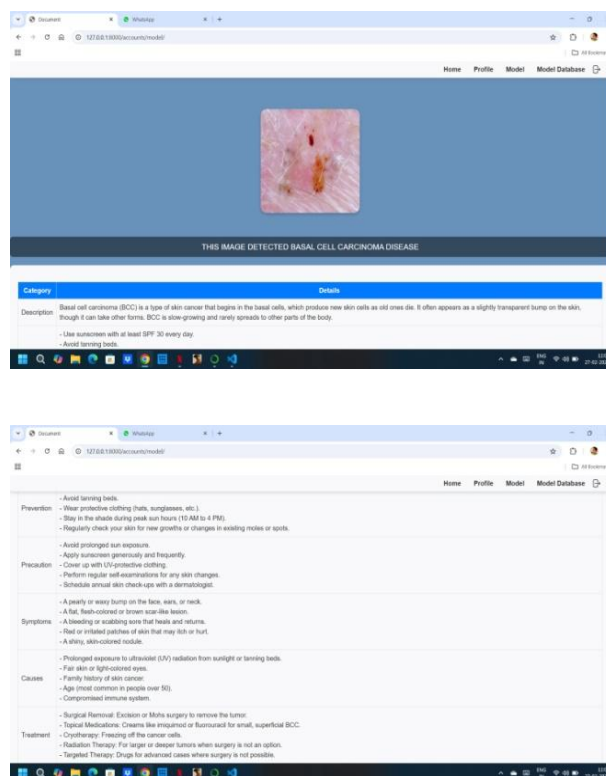 Document
WhatsApp
127.0.0.1:8000/accounts/model/
All Bookma
Home Profile Model Model Database
THIS IMAGE DETECTED BASAL CELL CARCINOMA DISEASE
Category Details
Description
Basal cell carcinoma (BCC) is a type of skin cancer that begins in the basal cells, which produce new skin cells as old ones die. It often appears as a slightly transparent bump on the skin,
though it can take other forms. BCC is slow-growing and rarely spreads to other parts of the body.
- Use sunscreen with at least SPF 30 every day.
- Avoid tanning beds.
ENG
IN
27-02-202
Document
WhatsApp
127.0.0.1:8000/accounts/model/
All Bookma
Home Profile Model Model Database
Prevention
- Avoid tanning beds.
- Wear protective clothing (hats, sunglasses, etc.).
- Stay in the shade during peak sun hours (10 AM to 4 PM).
- Regularly check your skin for new growths or changes in existing moles or spots.
Precaution
- Avoid prolonged sun exposure.
- Apply sunscreen generously and frequently.
- Cover up with UV-protective clothing.
- Perform regular self-examinations for any skin changes.
- Schedule annual skin check-ups with a dermatologist.
Symptoms
- A pearly or waxy bump on the face, ears, or neck.
- A flat, flesh-colored or brown scar-like lesion.
- A bleeding or scabbing sore that heals and returns.
- Red or irritated patches of skin that may itch or hurt.
- A shiny, skin-colored nodule.
Causes
- Prolonged exposure to ultraviolet (UV) radiation from sunlight or tanning beds.
- Fair skin or light-colored eyes.
- Family history of skin cancer.
- Age (most common in people over 50).
- Compromised immune system.
Treatment
- Surgical Removal: Excision or Mohs surgery to remove the tumor.
- Topical Medications: Creams like imiquimod or fluorouracil for small, superficial BCC.
- Cryotherapy: Freezing off the cancer cells.
- Radiation Therapy: For larger or deeper tumors when surgery is not an option.
- Targeted Therapy: Drugs for advanced cases where surgery is not possible.
ENG
IN
27-02-202